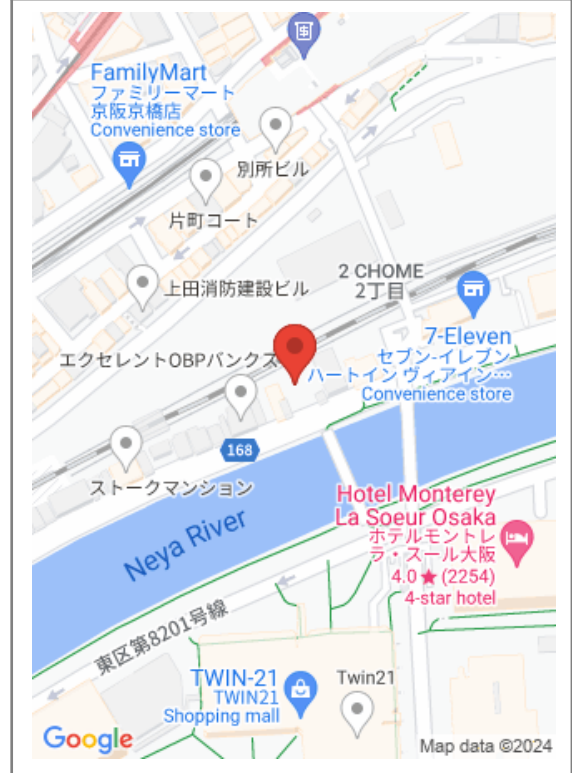 FamilyMart
ファミリーマート
京阪京橋店
Convenience store
別所ビル
片町コート
2 CHOME
2丁目
上田消防建設ビル
7-Eleven
セブン-イレブン
ハートイン ヴィアイン…
Convenience store
エクセレントOBPバンクス
168
ストークマンション
Neya River
Hotel Monterey
La Soeur Osaka
ホテルモントレ
ラ・スール大阪
4.0★(2254)
4-star hotel
東区第8201号線
TWIN-21
TWIN21
Shopping mall
Twin21
Google
Map data ©2024